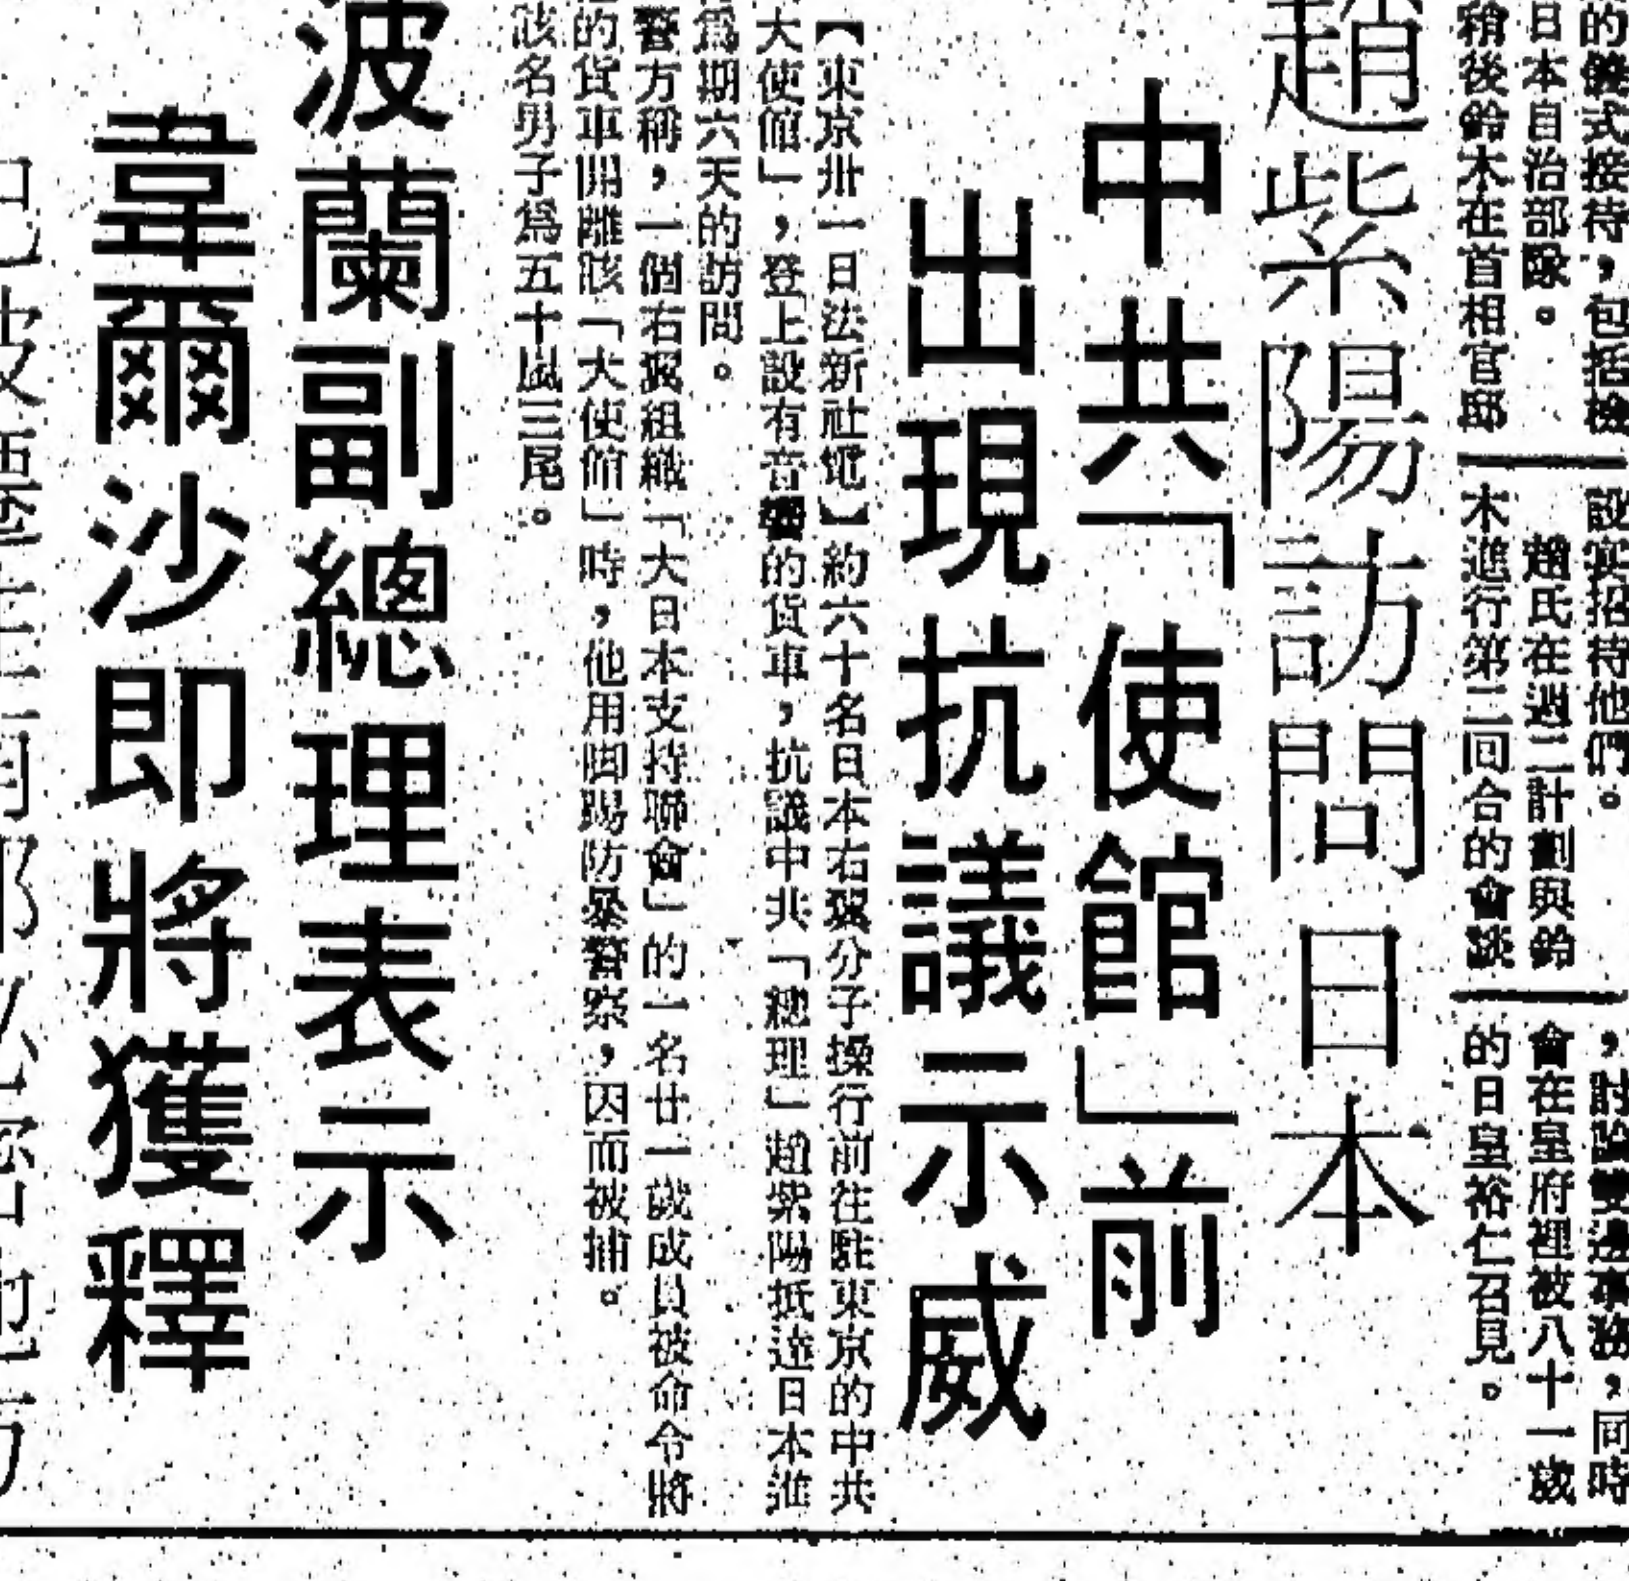 的儀式接待，包括檢
日本自治部隊。
稍後鈴木在首相官邸
設宴招待他們。
趙氏在週二計劃與鈴
木進行第二回合的會談
，討論雙邊事務，同時
會在皇府裡被八十一歲
的日皇裕仁召見。
趙紫陽訪問日本
中共「使館」前
出現抗議示威
【東京卅一日法新社電】約六十名日本右翼分子操行前往駐東京的中共
大使館」，登上設有音響的貨車，抗議中共「總理」趙紫陽抵達日本進
爲期六天的訪問。
警方稱，一個右翼組織「大日本支持聯會」的一名廿一歲成員被命令將
的貨車開離該「大使館」時，他用脚踢防暴警察，因而被捕。
該名男子爲五十嵐三尾。
波蘭副總理表示
韋爾沙即將獲釋